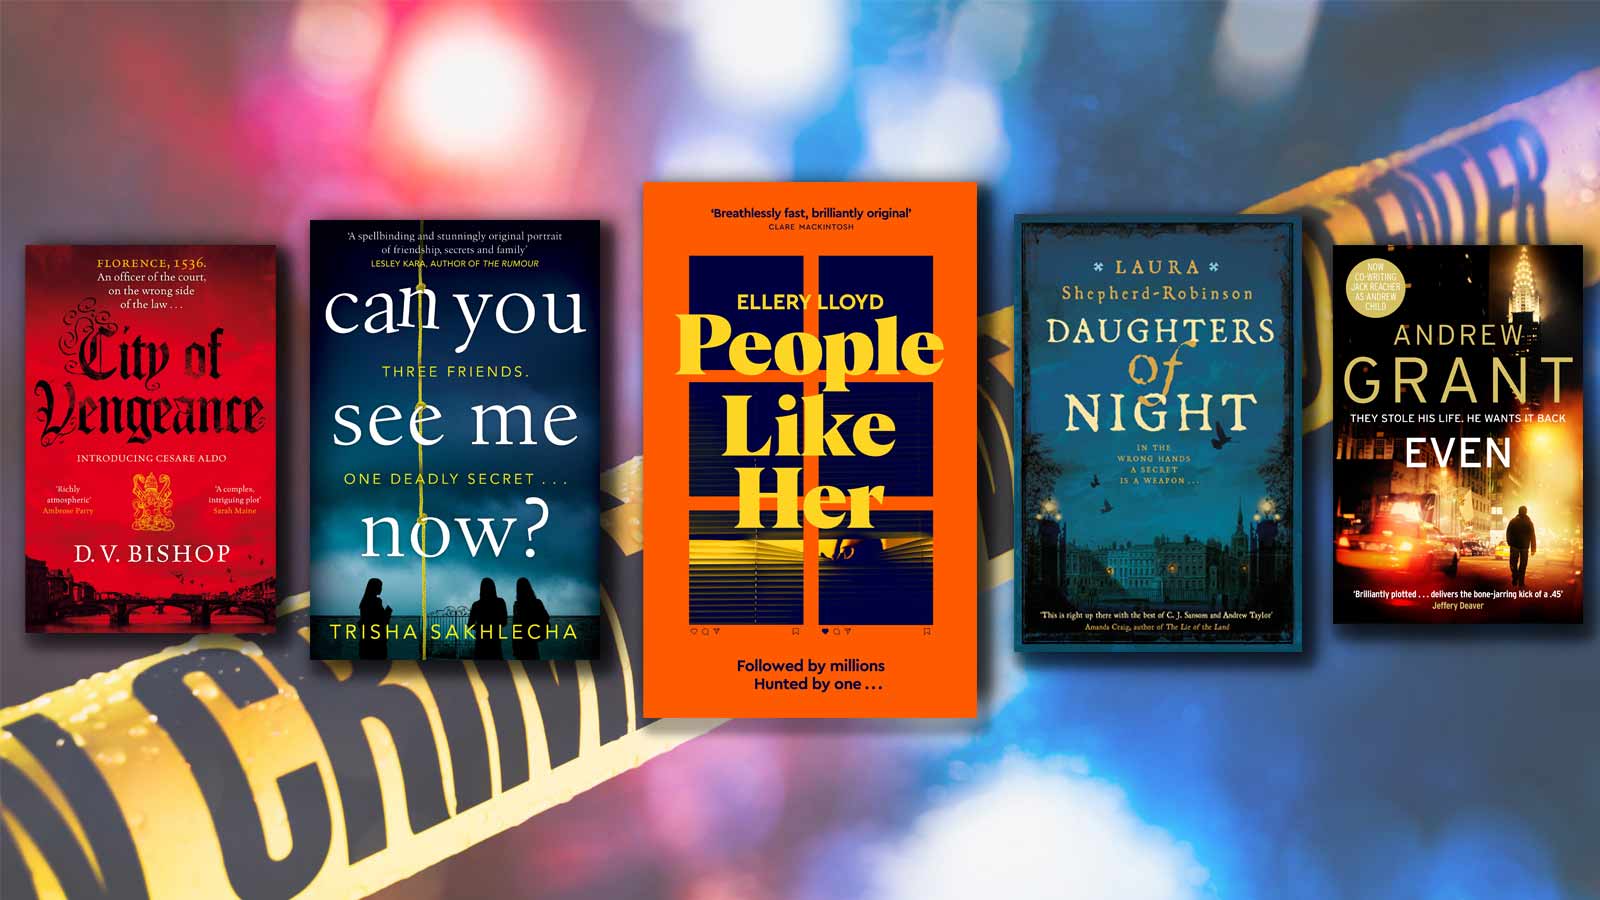 FLORENCE, 1536.
An officer of the court,
on the wrong side
of the law . . .
City of
Vengeance
INTRODUCING CESARE ALDO
'Richly
atmospheric'
Ambrose Parry
'A complex,
intriguing plot'
Sarah Maine
D. V. BISHOP
'A spellbinding and stunningly original portrait
of friendship, secrets and family'
LESLEY KARA, AUTHOR OF THE RUMOUR
can you
THREE FRIENDS.
see me
ONE DEADLY SECRET . . .
now?
TRISHA SAKHLECHA
'Breathlessly fast, brilliantly original'
CLARE MACKINTOSH
ELLERY LLOYD
People
Like
Her
Followed by millions
Hunted by one . . .
LAURA
Shepherd-Robinson
DAUGHTERS
of
NIGHT
IN THE
WRONG HANDS
A SECRET
IS A WEAPON . . .
'This is right up there with the best of C. J. Sansom and Andrew Taylor'
Amanda Craig, author of The Lie of the Land
NOW
CO-WRITING
JACK REACHER
AS ANDREW
CHILD
ANDREW
GRANT
THEY STOLE HIS LIFE. HE WANTS IT BACK
EVEN
'Brilliantly plotted . . . delivers the bone-jarring kick of a .45'
Jeffery Deaver
N CRIME
ENTER